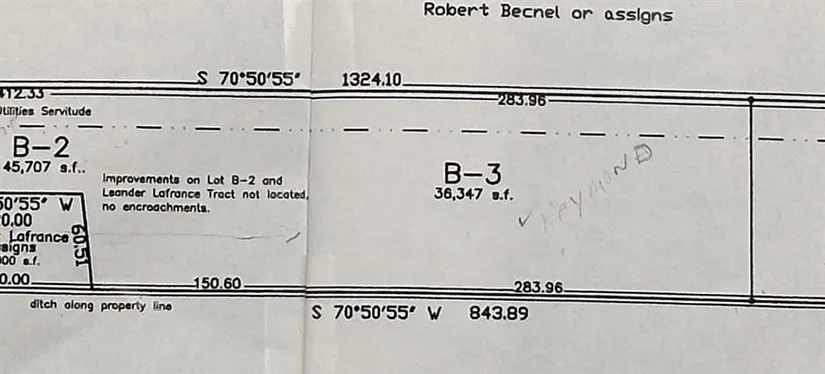 Robert Becnel or assigns
S 70°50'55" 1324.10
412.33
283.96
Utilities Servitude
B-2
45,707 s.f..
Improvements on Lot B-2 and
Leander Lafrance Tract not located,
no encroachments.
B-3
36,347 s.f.
RAYMOND
50'55" W
0.00
Lafrance
signs
000 s.f.
60.51
0.00
150.60
283.96
ditch along property line
S 70°50'55" W 843.89